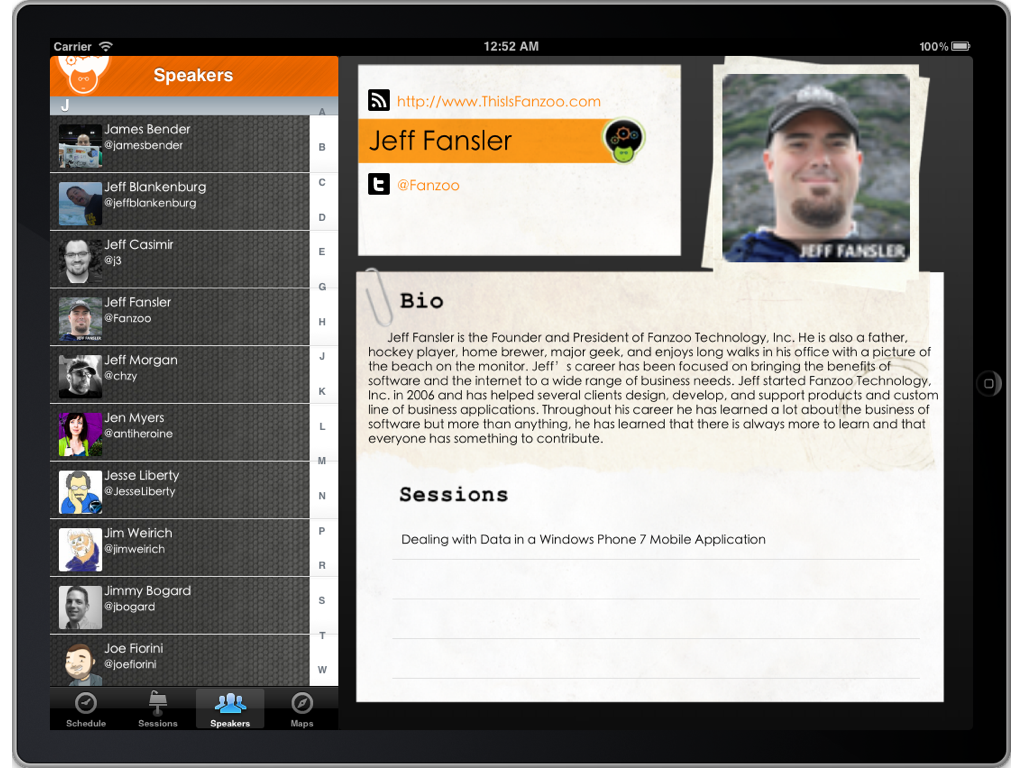 Carrier
12:52 AM
100%
Speakers
J
James Bender
@jamesbender
Jeff Blankenburg
@jeffblankenburg
Jeff Casimir
@j3
Jeff Fansler
@Fanzoo
Jeff Morgan
@chzy
Jen Myers
@antiheroine
Jesse Liberty
@JesseLiberty
Jim Weirich
@jimweirich
Jimmy Bogard
@jbogard
Joe Fiorini
@joefiorini
A
B
C
D
E
G
H
J
K
L
M
N
P
R
S
T
W
Schedule
Sessions
Speakers
Maps
http://www.ThisIsFanzoo.com
Jeff Fansler
@Fanzoo
JEFF FANSLER
Bio
Jeff Fansler is the Founder and President of Fanzoo Technology, Inc. He is also a father,
hockey player, home brewer, major geek, and enjoys long walks in his office with a picture of
the beach on the monitor. Jeff’s career has been focused on bringing the benefits of
software and the internet to a wide range of business needs. Jeff started Fanzoo Technology,
Inc. in 2006 and has helped several clients design, develop, and support products and custom
line of business applications. Throughout his career he has learned a lot about the business of
software but more than anything, he has learned that there is always more to learn and that
everyone has something to contribute.
Sessions
Dealing with Data in a Windows Phone 7 Mobile Application